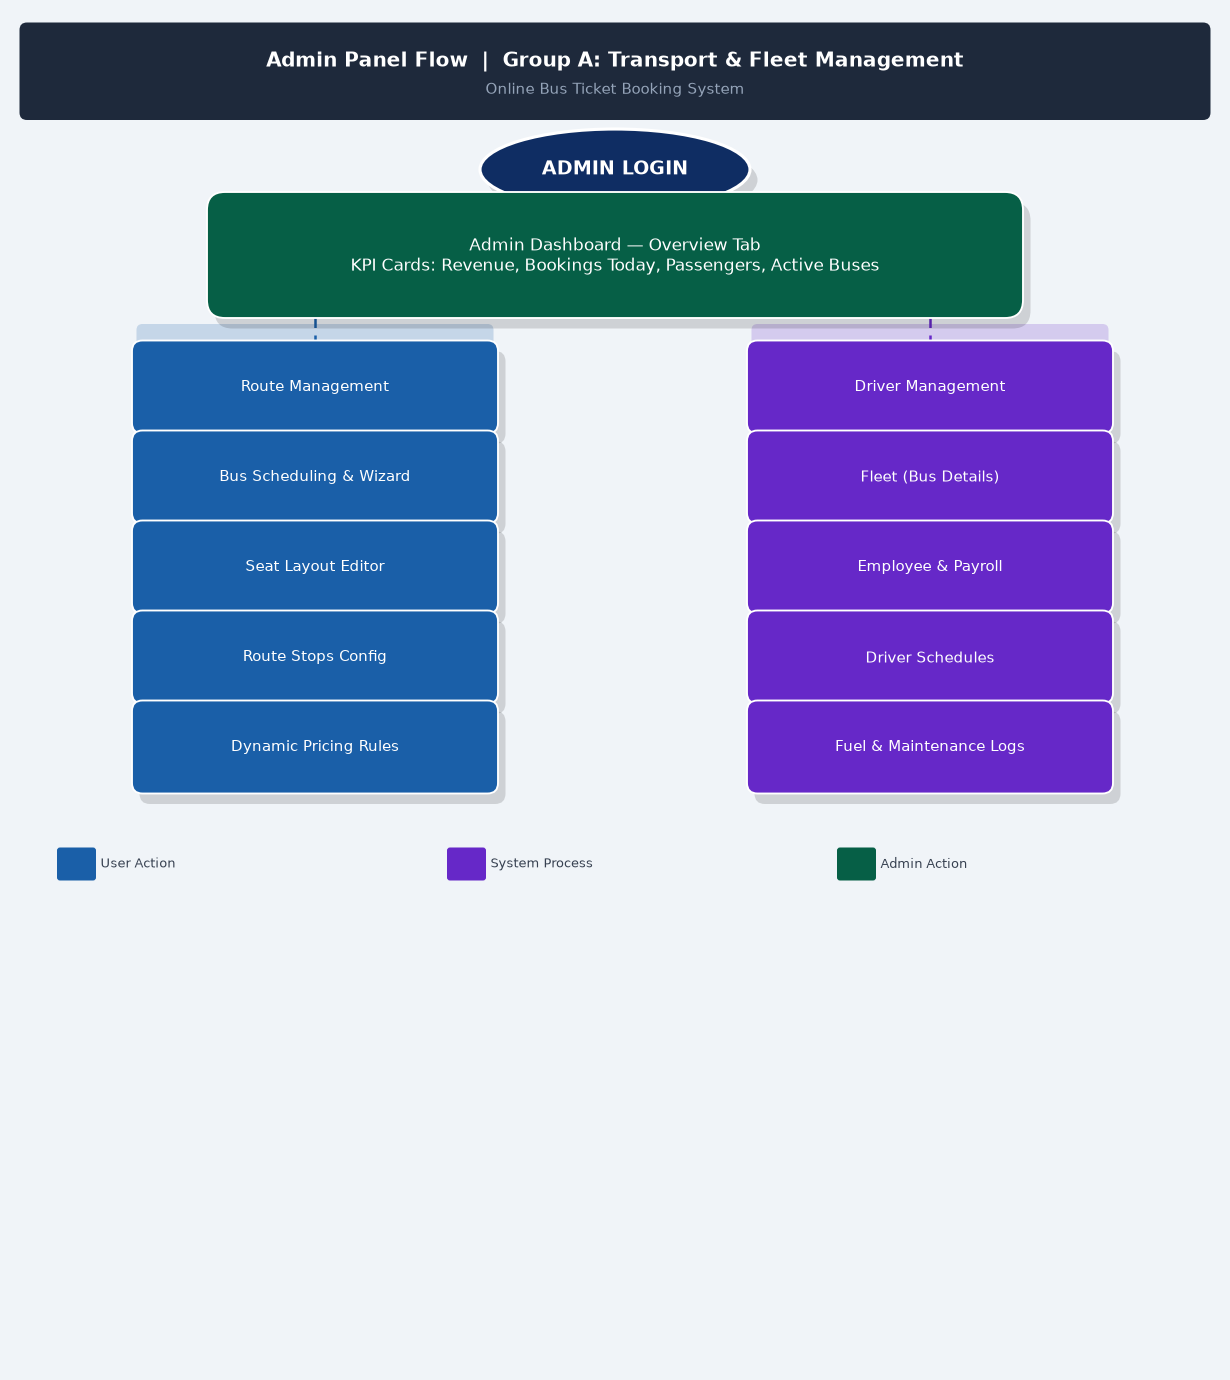 Admin Panel Flow | Group A: Transport & Fleet Management
Online Bus Ticket Booking System
ADMIN LOGIN
Admin Dashboard — Overview Tab
KPI Cards: Revenue, Bookings Today, Passengers, Active Buses
Route Management
Bus Scheduling & Wizard
Seat Layout Editor
Route Stops Config
Dynamic Pricing Rules
Driver Management
Fleet (Bus Details)
Employee & Payroll
Driver Schedules
Fuel & Maintenance Logs
User Action
System Process
Admin Action